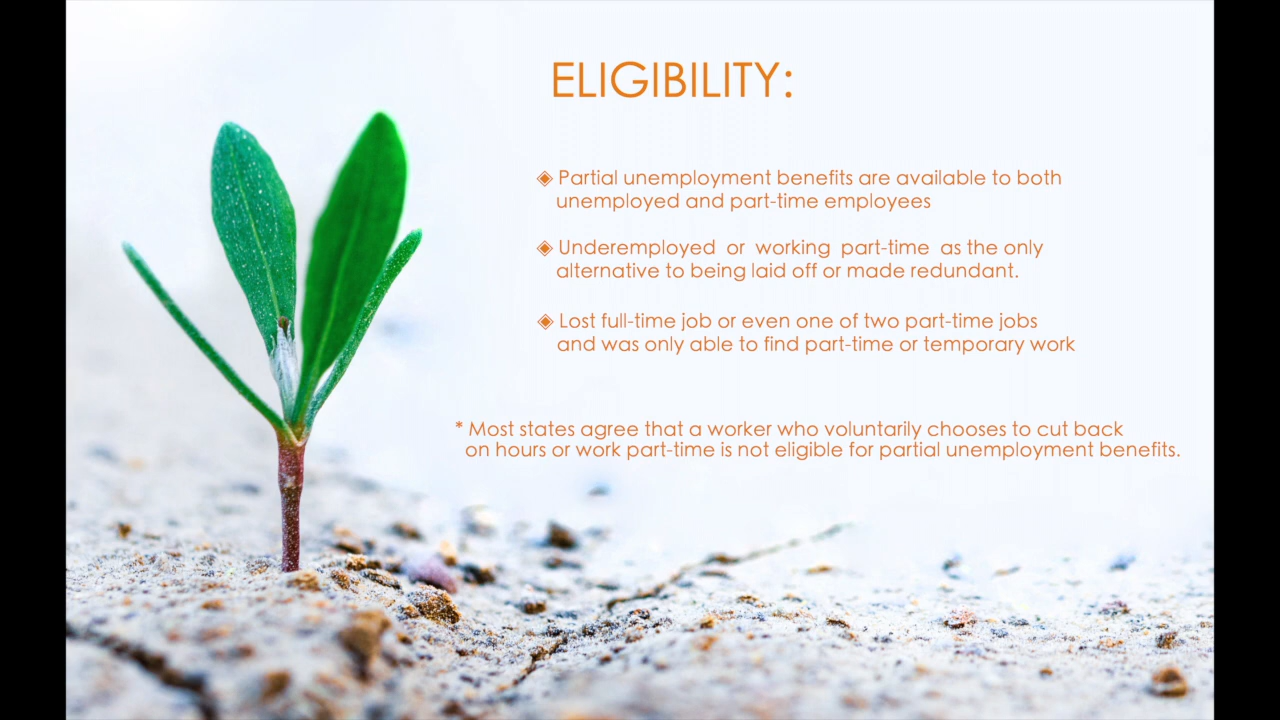 ELIGIBILITY:
◈ Partial unemployment benefits are available to both
unemployed and part-time employees
◈ Underemployed or working part-time as the only
alternative to being laid off or made redundant.
◈ Lost full-time job or even one of two part-time jobs
and was only able to find part-time or temporary work
* Most states agree that a worker who voluntarily chooses to cut back
on hours or work part-time is not eligible for partial unemployment benefits.